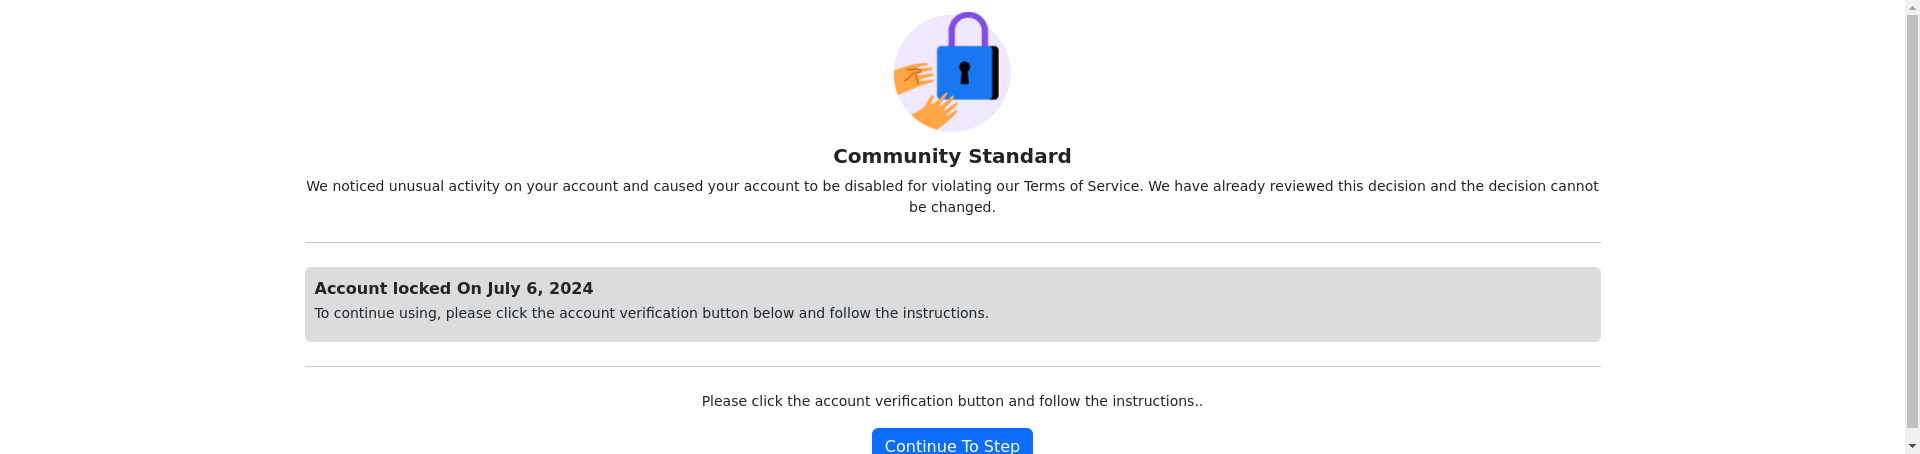 Community Standard
We noticed unusual activity on your account and caused your account to be disabled for violating our Terms of Service. We have already reviewed this decision and the decision cannot
be changed.
Account locked On July 6, 2024
To continue using, please click the account verification button below and follow the instructions.
Please click the account verification button and follow the instructions..
Continue To Step